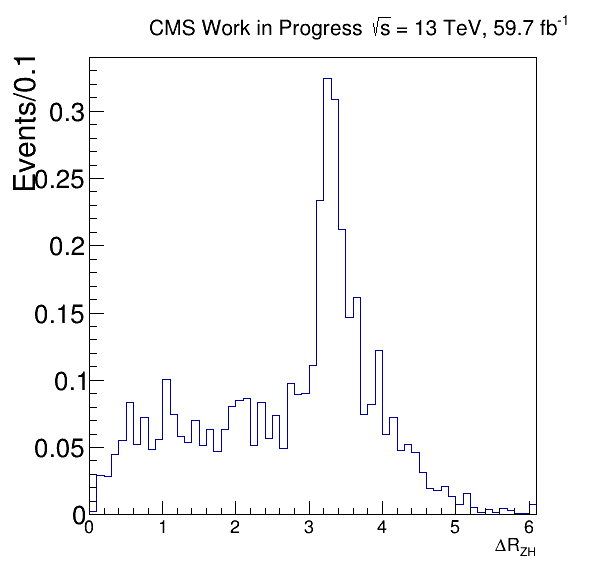 CMS Work in Progress √s = 13 TeV, 59.7 fb⁻¹
Events/0.1
0.3
0.25
0.2
0.15
0.1
0.05
0
0 1 2 3 4 5 6
ΔR_ZH